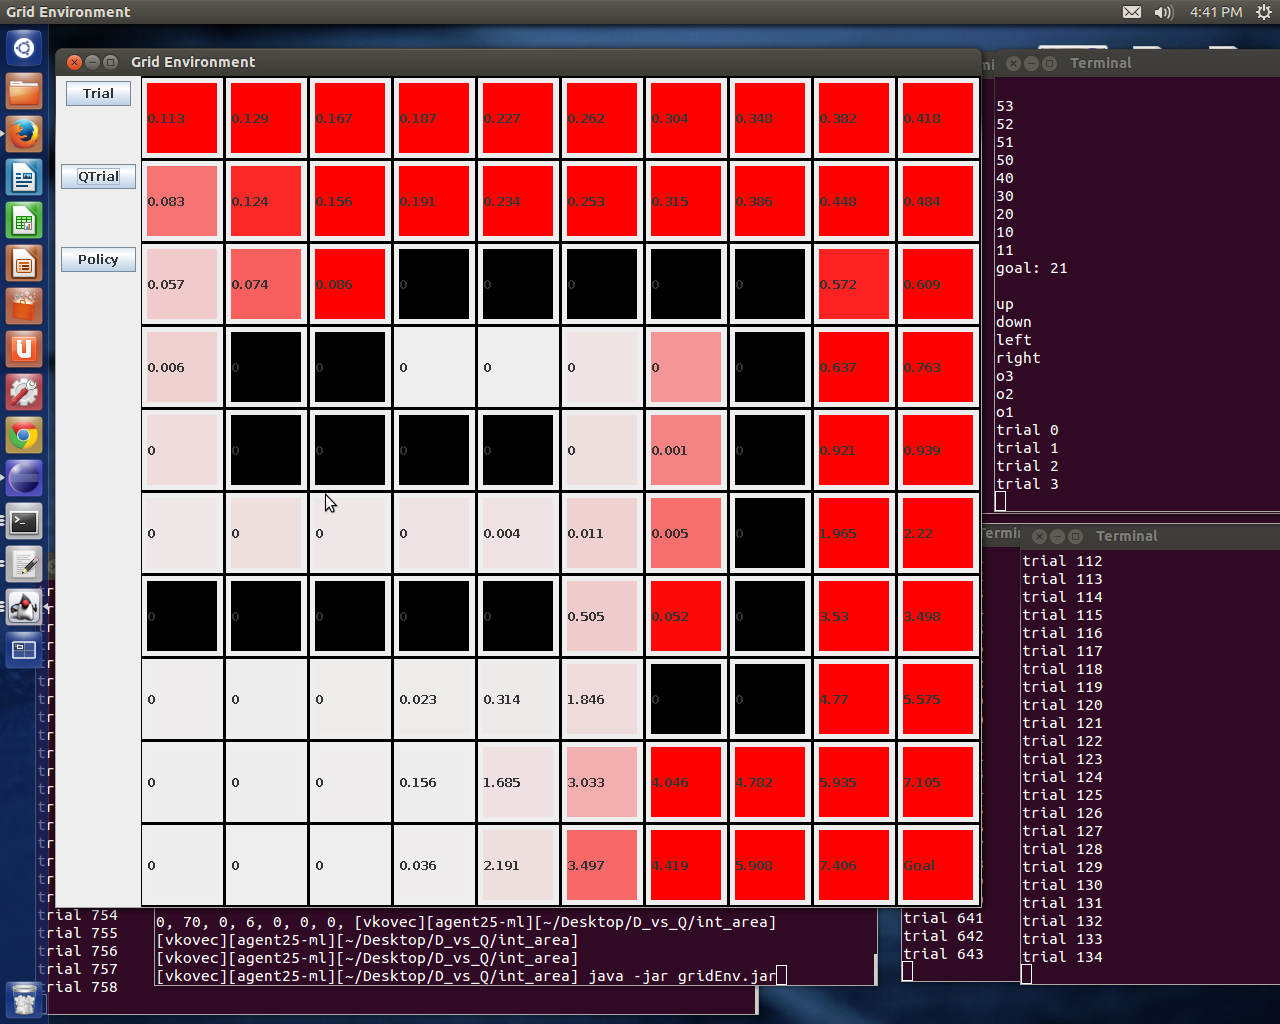 Grid Environment
4:41 PM
Grid Environment
Trial
QTrial
Policy
0.113 0.129 0.167 0.187 0.227 0.262 0.304 0.348 0.382 0.418
0.083 0.124 0.156 0.191 0.234 0.253 0.315 0.386 0.448 0.484
0.057 0.074 0.086 0 0 0 0 0 0.572 0.609
0.006 0 0 0 0 0 0 0 0.637 0.763
0 0 0 0 0 0 0.001 0 0.921 0.939
0 0 0 0 0.004 0.011 0.005 0 1.965 2.22
0 0 0 0 0 0.505 0.052 0 3.53 3.498
0 0 0 0.023 0.314 1.846 0 0 4.77 5.575
0 0 0 0.156 1.685 3.033 4.046 4.782 5.935 7.105
0 0 0 0.036 2.191 3.497 4.419 5.908 7.406 Goal
Terminal
53
52
51
50
40
30
20
10
11
goal: 21
up
down
left
right
o3
o2
o1
trial 0
trial 1
trial 2
trial 3
Terminal
trial 112
trial 113
trial 114
trial 115
trial 116
trial 117
trial 118
trial 119
trial 120
trial 121
trial 122
trial 123
trial 124
trial 125
trial 126
trial 127
trial 128
trial 129
trial 130
trial 131
trial 132
trial 133
trial 134
trial 754
trial 755
trial 756
trial 757
trial 758
0, 70, 0, 6, 0, 0, 0, [vkovec][agent25-ml][~/Desktop/D_vs_Q/int_area]
[vkovec][agent25-ml][~/Desktop/D_vs_Q/int_area]
[vkovec][agent25-ml][~/Desktop/D_vs_Q/int_area]
[vkovec][agent25-ml][~/Desktop/D_vs_Q/int_area] java -jar gridEnv.jar
trial 641
trial 642
trial 643